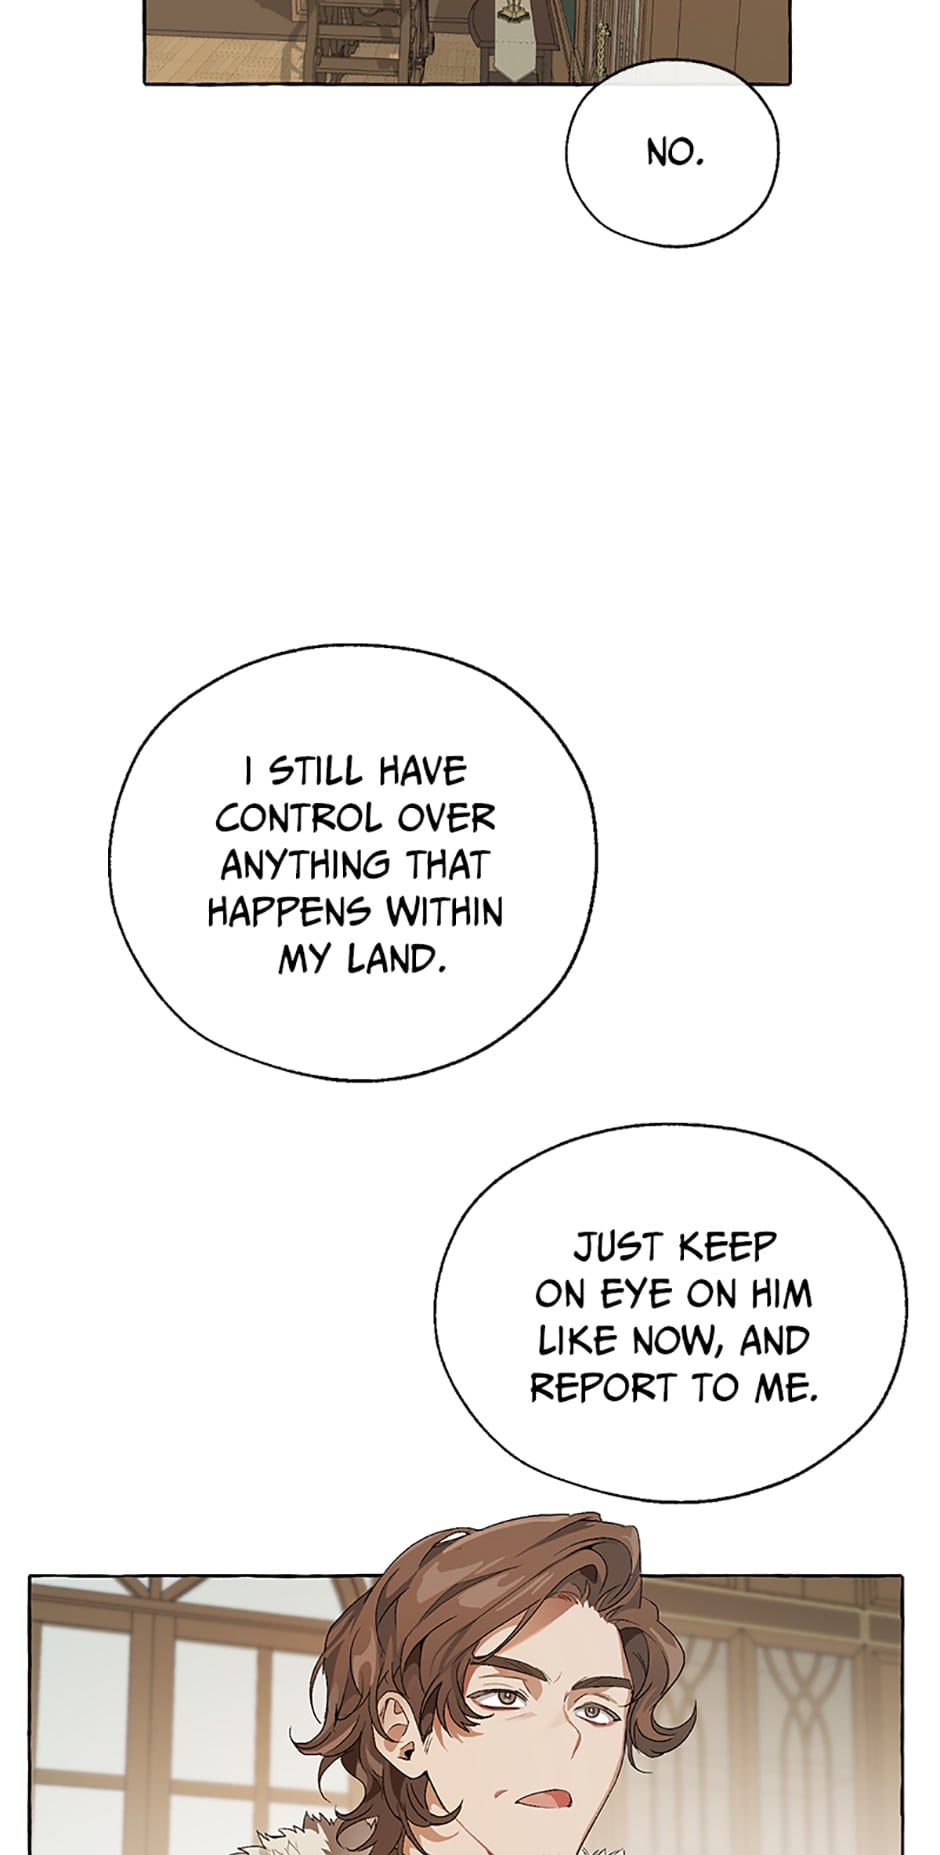 NO.
I STILL HAVE
CONTROL OVER
ANYTHING THAT
HAPPENS WITHIN
MY LAND.
JUST KEEP
ON EYE ON HIM
LIKE NOW, AND
REPORT TO ME.